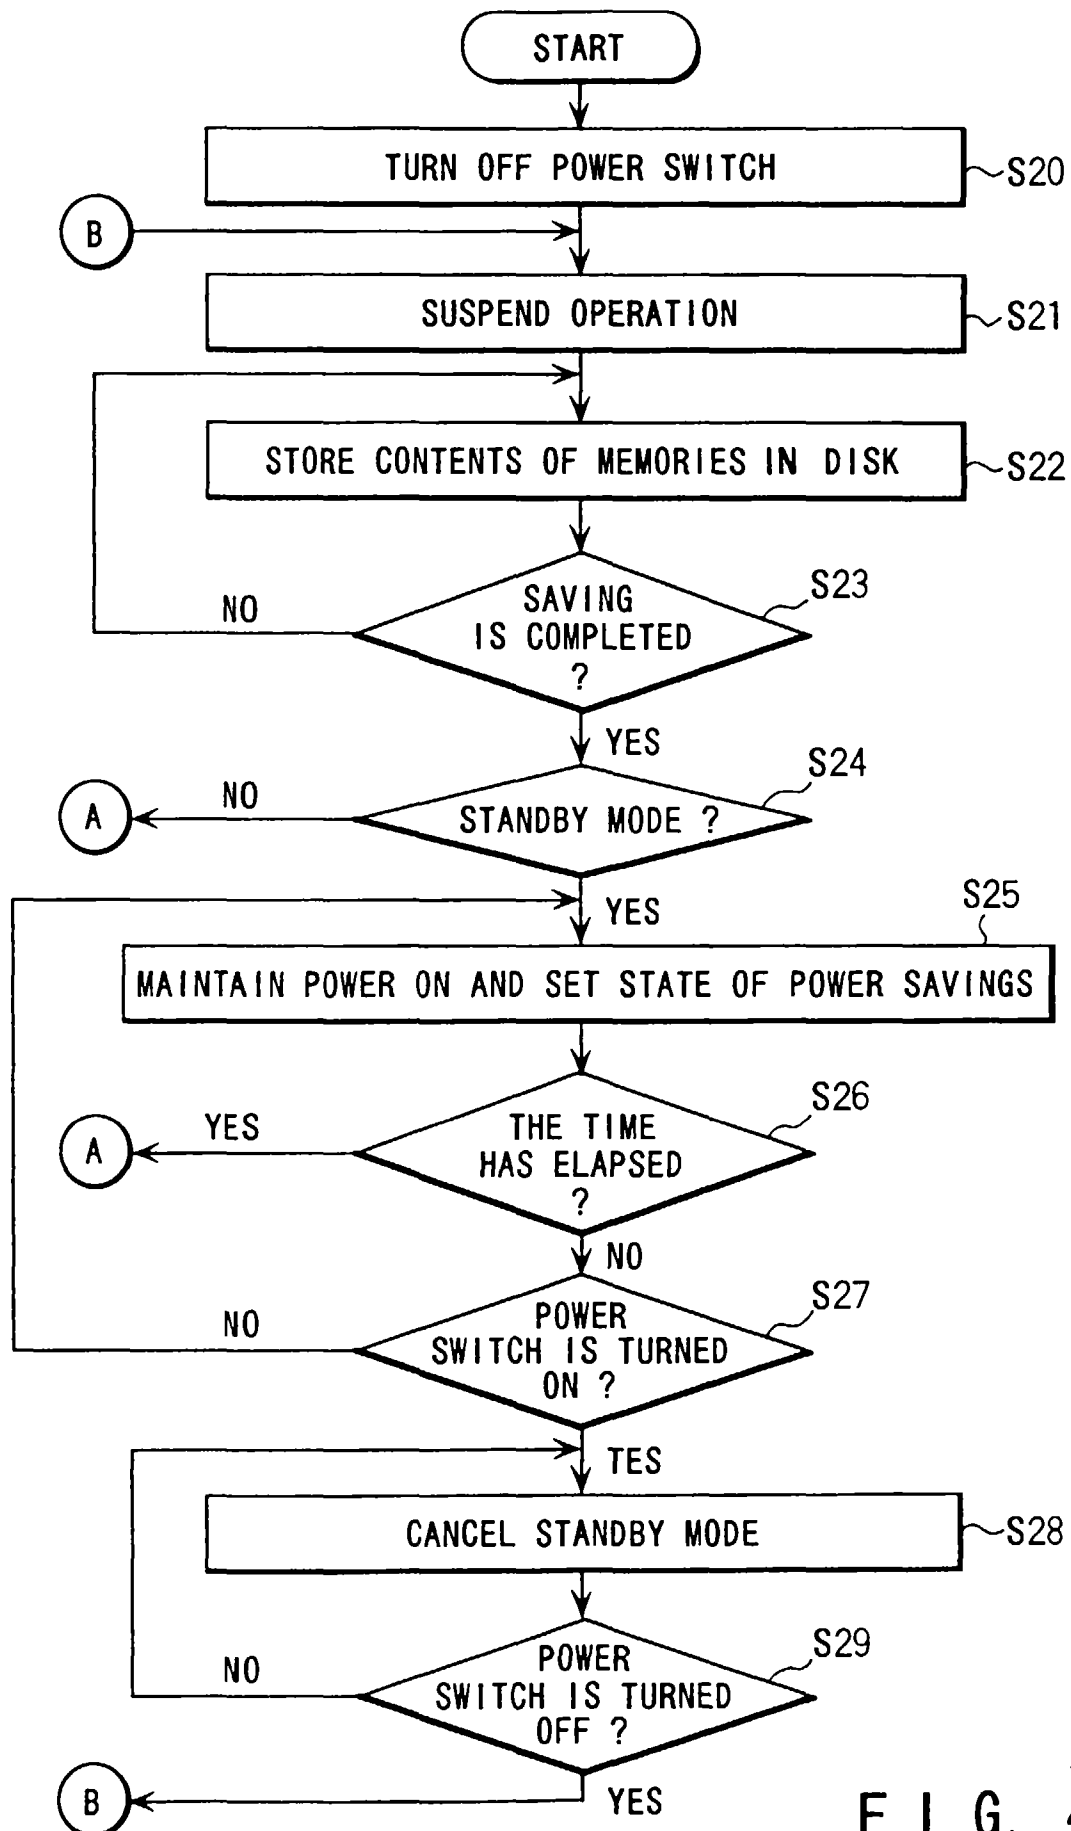 START
TURN OFF POWER SWITCH
S20
B
SUSPEND OPERATION
S21
STORE CONTENTS OF MEMORIES IN DISK
S22
S23
SAVING
IS COMPLETED
?
NO
YES
S24
STANDBY MODE ?
NO
A
YES
S25
MAINTAIN POWER ON AND SET STATE OF POWER SAVINGS
S26
THE TIME
HAS ELAPSED
?
YES
A
NO
S27
POWER
SWITCH IS TURNED
ON ?
NO
TES
CANCEL STANDBY MODE
S28
S29
POWER
SWITCH IS TURNED
OFF ?
NO
YES
B
FIG.